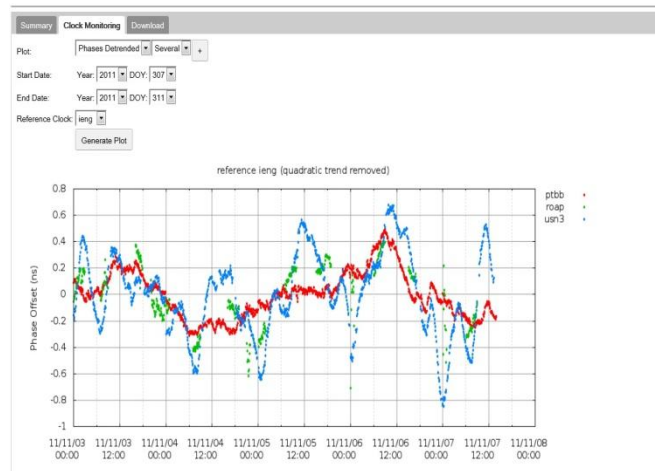 Summary Clock Monitoring Download
Plot: Phases Detrended Several +
Start Date: Year: 2011 DOY: 307
End Date: Year: 2011 DOY: 311
Reference Clock: ieng
Generate Plot
reference ieng (quadratic trend removed)
ptbb
roap
usn3
Phase Offset (ns)
0.8
0.6
0.4
0.2
0
-0.2
-0.4
-0.6
-0.8
-1
11/11/03 11/11/03 11/11/04 11/11/04 11/11/05 11/11/05 11/11/06 11/11/06 11/11/07 11/11/07 11/11/08
00:00 12:00 00:00 12:00 00:00 12:00 00:00 12:00 00:00 12:00 00:00